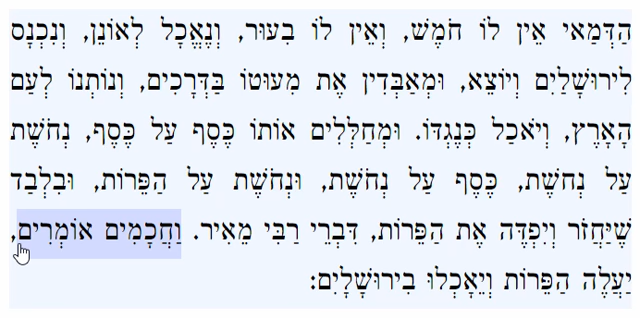 הַדְּמַאי אֵין לוֹ חֹמֶשׁ, וְאֵין לוֹ בִעוּר, וְנֶאֱכָל לְאוֹנֵן, וְנִכְנָס
לִירוּשָׁלַיִם וְיוֹצֵא, וּמְאַבְּדִין אֶת מִעוּטוֹ בַּדְּרָכִים, וְנוֹתְנוֹ לְעַם
הָאָרֶץ, וְיֹאכַל כְּנֶגְדּוֹ. וּמְחַלְּלִים אוֹתוֹ כֶּסֶף עַל כֶּסֶף, נְחֹשֶׁת
עַל נְחֹשֶׁת, כֶּסֶף עַל נְחֹשֶׁת, וּנְחֹשֶׁת עַל הַפֵּרוֹת, וּבִלְבַד
שֶׁיַּחֲזֹר וְיִפְדֶּה אֶת הַפֵּרוֹת, דִּבְרֵי רַבִּי מֵאִיר. וַחֲכָמִים אוֹמְרִים,
יַעֲלֶה הַפֵּרוֹת וְיֵאָכְלוּ בִירוּשָׁלָיִם: